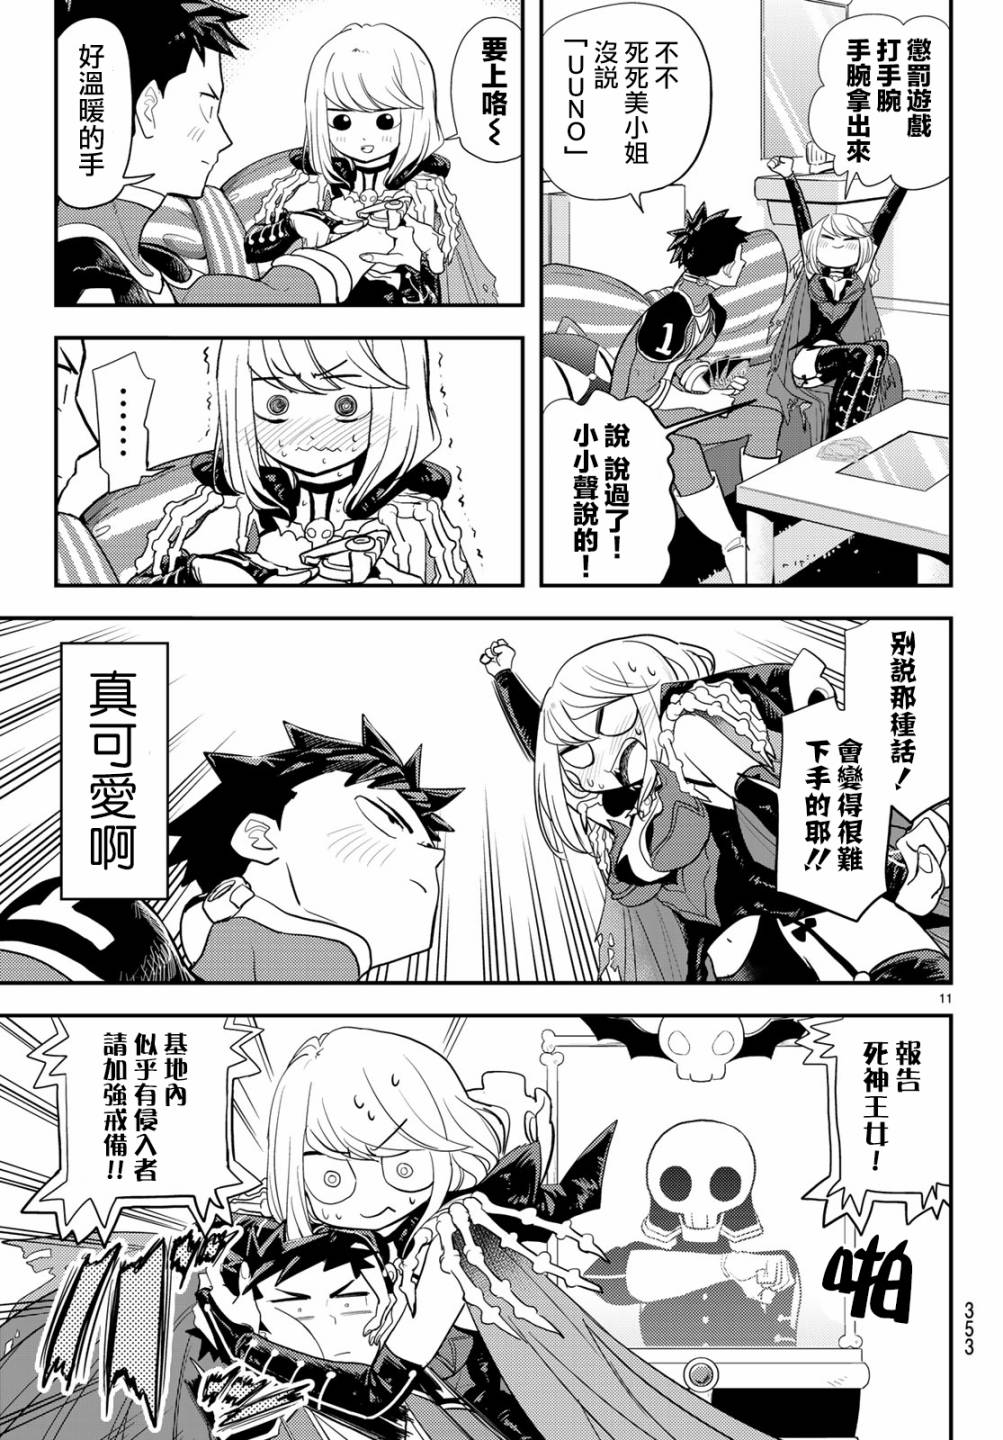 懲罰遊戲
打手腕
手腕拿出來
不不
死死美小姐
沒説
「UUNO」
1
說 說過了!
小小聲說的!
要上咯~
好溫暖的手
……
别説那種話!
會變得很難
下手的耶!!
真可愛啊
11
報告
死神王女!
啪
基地內
似乎有侵入者
請加強戒備!!
353